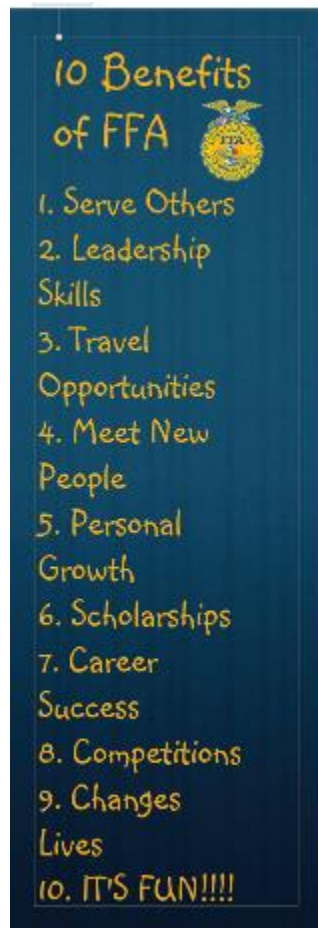 10 Benefits
of FFA
FFA
1. Serve Others
2. Leadership
Skills
3. Travel
Opportunities
4. Meet New
People
5. Personal
Growth
6. Scholarships
7. Career
Success
8. Competitions
9. Changes
Lives
10. IT'S FUN!!!!